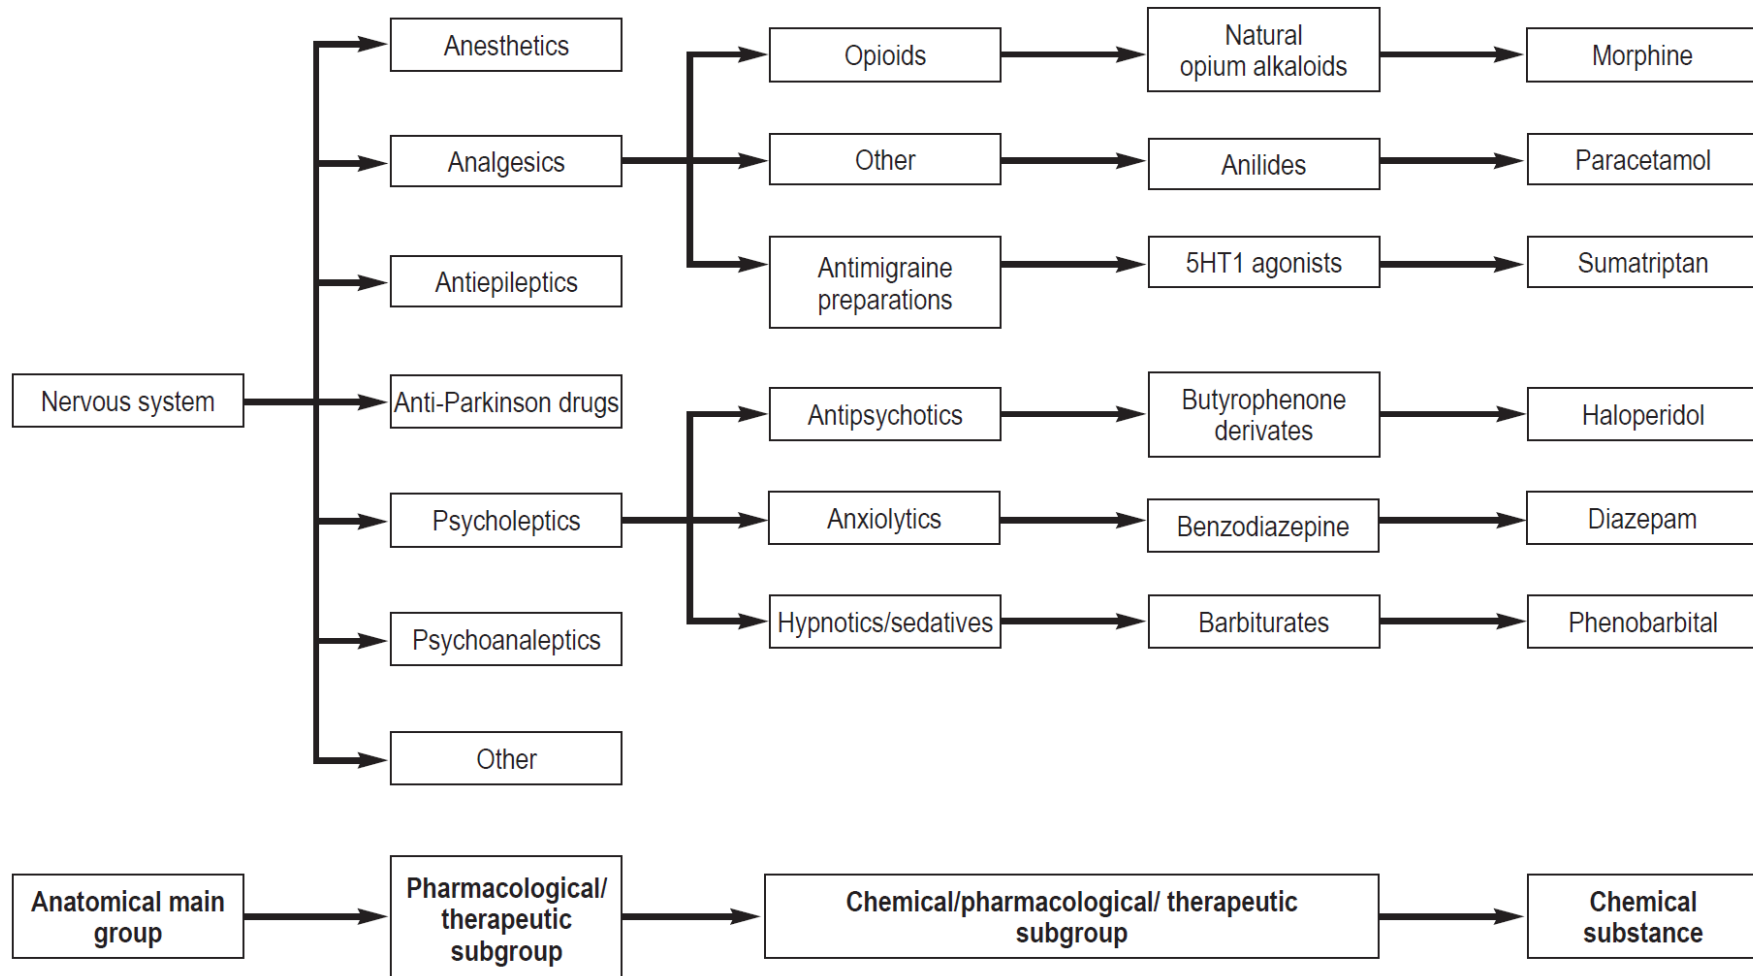 Nervous system
Anesthetics
Analgesics
Antiepileptics
Anti-Parkinson drugs
Psycholeptics
Psychoanaleptics
Other
Opioids
Other
Antimigraine
preparations
Antipsychotics
Anxiolytics
Hypnotics/sedatives
Natural
opium alkaloids
Anilides
5HT1 agonists
Butyrophenone
derivates
Benzodiazepine
Barbiturates
Morphine
Paracetamol
Sumatriptan
Haloperidol
Diazepam
Phenobarbital
Anatomical main
group
Pharmacological/
therapeutic
subgroup
Chemical/pharmacological/ therapeutic
subgroup
Chemical
substance